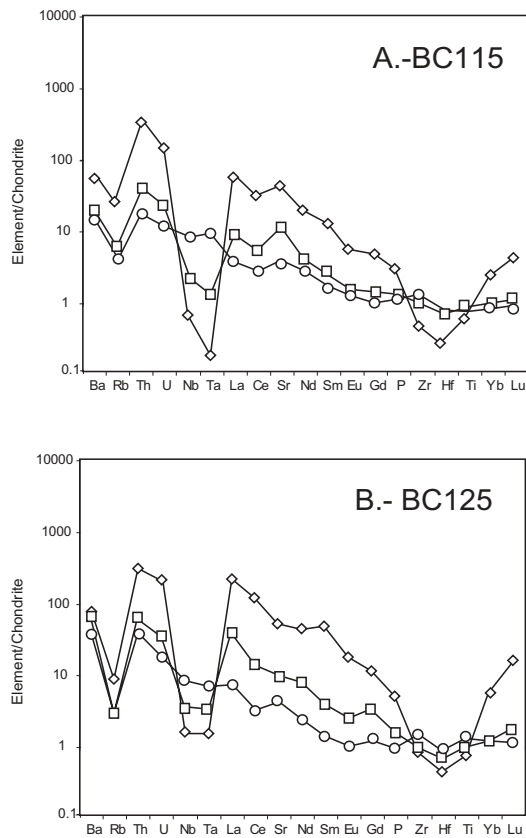 10000
A.-BC115
1000
100
10
1
0.1
Element/Chondrite
Ba Rb Th U Nb Ta La Ce Sr Nd Sm Eu Gd P Zr Hf Ti Yb Lu
10000
B.- BC125
1000
100
10
1
0.1
Element/Chondrite
Ba Rb Th U Nb Ta La Ce Sr Nd Sm Eu Gd P Zr Hf Ti Yb Lu